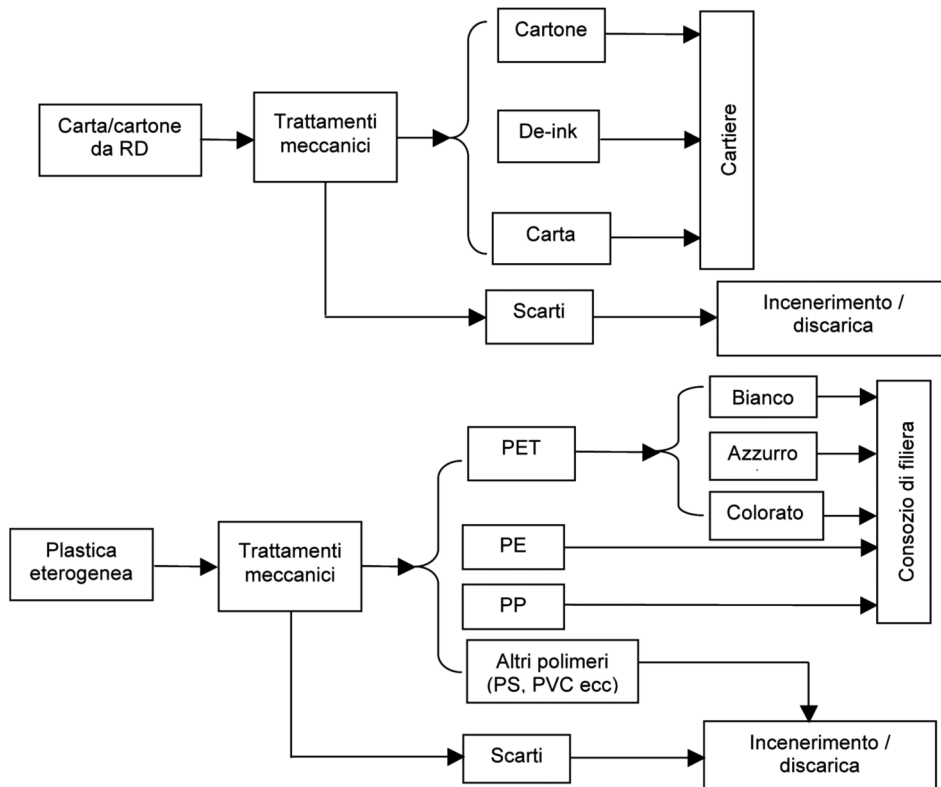 Cartone
Carta/cartone
da RD
Trattamenti
meccanici
De-ink
Carta
Cartiere
Scarti
Incenerimento /
discarica
Plastica
eterogenea
Trattamenti
meccanici
PET
Bianco
Azzurro
Colorato
PE
PP
Altri polimeri
(PS, PVC ecc)
Consozio di filiera
Scarti
Incenerimento /
discarica